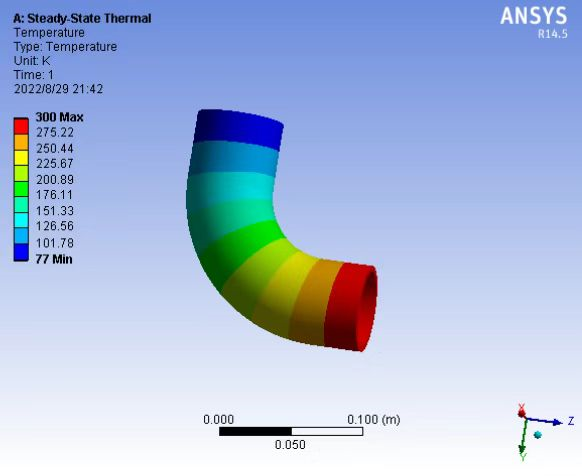 A: Steady-State Thermal
Temperature
Type: Temperature
Unit: K
Time: 1
2022/8/29 21:42
300 Max
275.22
250.44
225.67
200.89
176.11
151.33
126.56
101.78
77 Min
ANSYS
R14.5
0.000
0.100 (m)
0.050
X
Z
Y